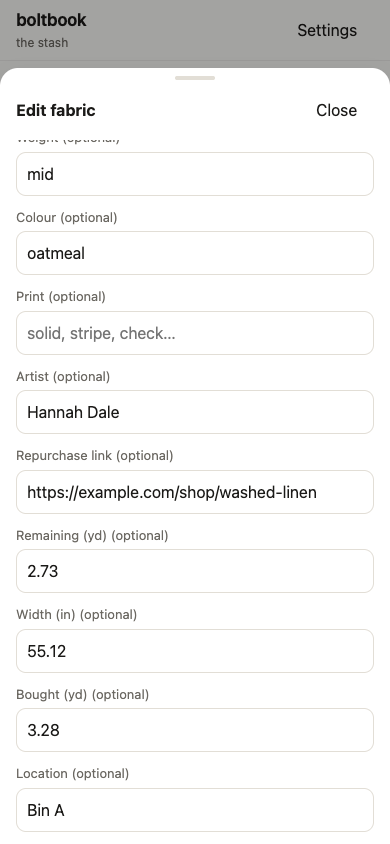 boltbook
the stash
Settings
Edit fabric
Close
Weight (optional)
mid
Colour (optional)
oatmeal
Print (optional)
solid, stripe, check...
Artist (optional)
Hannah Dale
Repurchase link (optional)
https://example.com/shop/washed-linen
Remaining (yd) (optional)
2.73
Width (in) (optional)
55.12
Bought (yd) (optional)
3.28
Location (optional)
Bin A